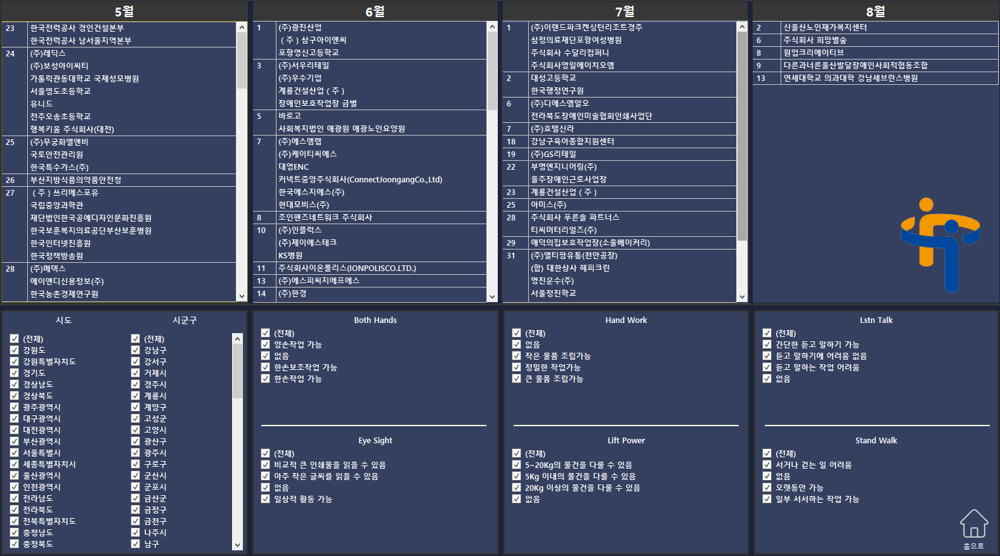 5월
23 한국전력공사 경인건설본부
한국전력공사 남서울지역본부
24 (주)레딕스
(주)보성아이씨티
가톨릭관동대학교 국제성모병원
서울영도초등학교
유니드
전주오송초등학교
행복키움 주식회사(대전)
25 (주)무궁화엘앤비
국토안전관리원
한국특수가스(주)
26 부산지방식품의약품안전청
27 ( 주 ) 쓰리에스포유
국립중앙과학관
재단법인한국공예디자인문화진흥원
한국보훈복지의료공단부산보훈병원
한국인터넷진흥원
한국정책방송원
28 (주)메덱스
에이앤디신용정보(주)
한국농촌경제연구원
6월
1 (주)광진산업
( 주 ) 삼구아이앤씨
포항영신고등학교
3 (주)서우리테일
(주)우수기업
계룡건설산업 ( 주 )
장애인보호작업장 금별
5 바로고
사회복지법인 애광원 애광노인요양원
7 (주)에스엠랩
(주)케이티씨에스
대영ENC
커넥트중앙주식회사(ConnectJoongangCo.,Ltd)
한국에스지에스(주)
현대모비스(주)
8 조인핸즈네트워크 주식회사
10 (주)인플럭스
(주)제이에스테크
KS병원
11 주식회사이온폴리스(IONPOLISCO.LTD.)
13 (주)에스피씨지에프에스
14 (주)한경
7월
1 (주)이랜드파크켄싱턴리조트경주
삼정의료재단포항여성병원
주식회사 수달리컴퍼니
주식회사영일에이치오엠
2 대성고등학교
한국행정연구원
6 (주)디에스엠알오
전라북도장애인미술협회인쇄사업단
7 (주)호텔신라
18 강남구육아종합지원센터
19 (주)GS리테일
22 부명엔지니어링(주)
울주장애인근로사업장
23 계룡건설산업 ( 주 )
25 아미스(주)
28 주식회사 푸른솔 파트너스
티씨머터리얼즈(주)
29 애덕의집보호작업장(소울베이커리)
31 (주)엘티팜유통(천안공장)
(합) 대한상사 해피크린
명진운수(주)
서울정진학교
8월
2 신울산노인재가복지센터
6 주식회사 희망별숲
8 원업크리에이티브
9 다른과너른울산발달장애인사회적협동조합
13 연세대학교 의과대학 강남세브란스병원
시도
(전체)
강원도
강원특별자치도
경기도
경상남도
경상북도
광주광역시
대구광역시
대전광역시
부산광역시
서울특별시
세종특별자치시
울산광역시
인천광역시
전라남도
전라북도
전북특별자치도
충청남도
충청북도
시군구
(전체)
강남구
강서구
거제시
경주시
계룡시
계양구
고성군
고양시
광산구
광주시
구로구
군산시
군포시
금산군
금정구
금천구
나주시
남구
Both Hands
(전체)
양손작업 가능
없음
한손보조작업 가능
한손작업 가능
Eye Sight
(전체)
비교적 큰 인쇄물을 읽을 수 있음
아주 작은 글씨를 읽을 수 있음
없음
일상적 활동 가능
Hand Work
(전체)
없음
작은 물품 조립가능
정밀한 작업가능
큰 물품 조립가능
Lift Power
(전체)
5~20Kg의 물건을 다룰 수 있음
5Kg 이내의 물건을 다룰 수 있음
20Kg 이상의 물건을 다룰 수 있음
없음
Lstn Talk
(전체)
간단한 듣고 말하기 가능
듣고 말하기에 어려움 없음
듣고 말하는 작업 어려움
없음
Stand Walk
(전체)
서거나 걷는 일 어려움
없음
오랫동안 가능
일부 서서하는 작업 가능
홈으로